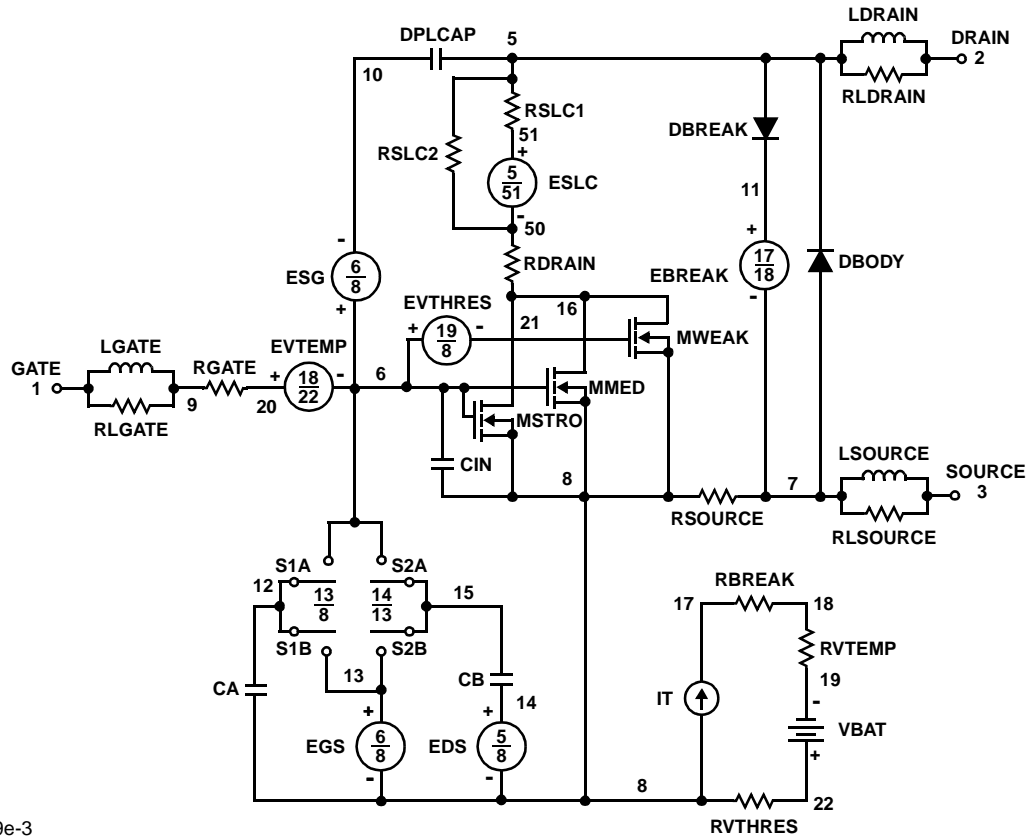 LDRAIN
DPLCAP
5
DRAIN
2
10
RLDRAIN
RSLC1
51
DBREAK
RSLC2
+
5
51
ESLC
11
-
50
-
+
RDRAIN
17
18
EBREAK
DBODY
ESG
6
8
EVTHRES
16
-
+
+
19
8
-
21
MWEAK
LGATE
EVTEMP
GATE
1
RGATE
+
18
22
-
6
MMED
9
20
MSTRO
RLGATE
LSOURCE
CIN
8
7
SOURCE
3
RSOURCE
RLSOURCE
S1A
S2A
12
13
8
14
13
15
RBREAK
17
18
S1B
S2B
RVTEMP
13
CB
CA
14
IT
19
-
+
+
VBAT
EGS
6
8
EDS
5
8
+
-
-
8
22
RVTHRES
9e-3